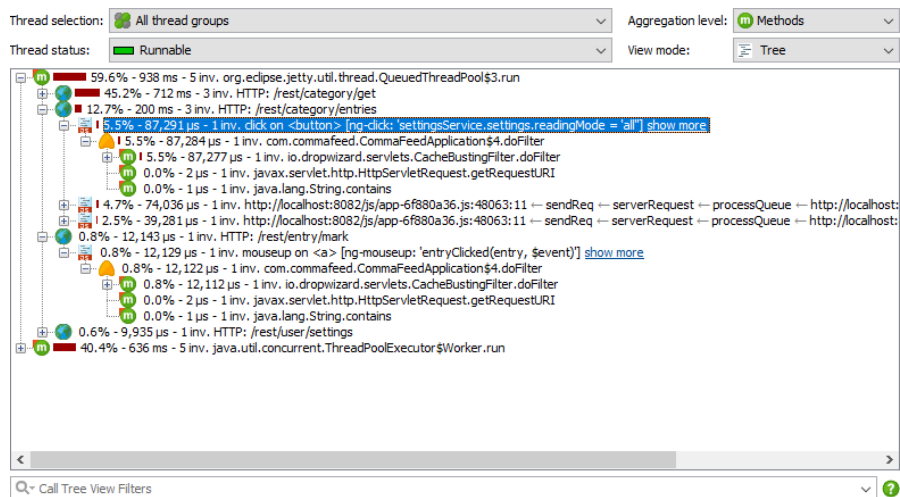 Thread selection: All thread groups Aggregation level: Methods
Thread status: Runnable View mode: Tree
59.6% - 938 ms - 5 inv. org.eclipse.jetty.util.thread.QueuedThreadPool$3.run
45.2% - 712 ms - 3 inv. HTTP: /rest/category/get
12.7% - 200 ms - 3 inv. HTTP: /rest/category/entries
5.5% - 87,291 µs - 1 inv. click on <button> [ng-click: 'settingsService.settings.readingMode = 'all''] show more
5.5% - 87,284 µs - 1 inv. com.commafeed.CommaFeedApplication$4.doFilter
5.5% - 87,277 µs - 1 inv. io.dropwizard.servlets.CacheBustingFilter.doFilter
0.0% - 2 µs - 1 inv. javax.servlet.http.HttpServletRequest.getRequestURI
0.0% - 1 µs - 1 inv. java.lang.String.contains
4.7% - 74,036 µs - 1 inv. http://localhost:8082/js/app-6f880a36.js:48063:11 ← sendReq ← serverRequest ← processQueue ← http://localhost:
2.5% - 39,281 µs - 1 inv. http://localhost:8082/js/app-6f880a36.js:48063:11 ← sendReq ← serverRequest ← processQueue ← http://localhost:
0.8% - 12,143 µs - 1 inv. HTTP: /rest/entry/mark
0.8% - 12,129 µs - 1 inv. mouseup on <a> [ng-mouseup: 'entryClicked(entry, $event)'] show more
0.8% - 12,122 µs - 1 inv. com.commafeed.CommaFeedApplication$4.doFilter
0.8% - 12,112 µs - 1 inv. io.dropwizard.servlets.CacheBustingFilter.doFilter
0.0% - 2 µs - 1 inv. javax.servlet.http.HttpServletRequest.getRequestURI
0.0% - 1 µs - 1 inv. java.lang.String.contains
0.6% - 9,935 µs - 1 inv. HTTP: /rest/user/settings
40.4% - 636 ms - 5 inv. java.util.concurrent.ThreadPoolExecutor$Worker.run
Call Tree View Filters